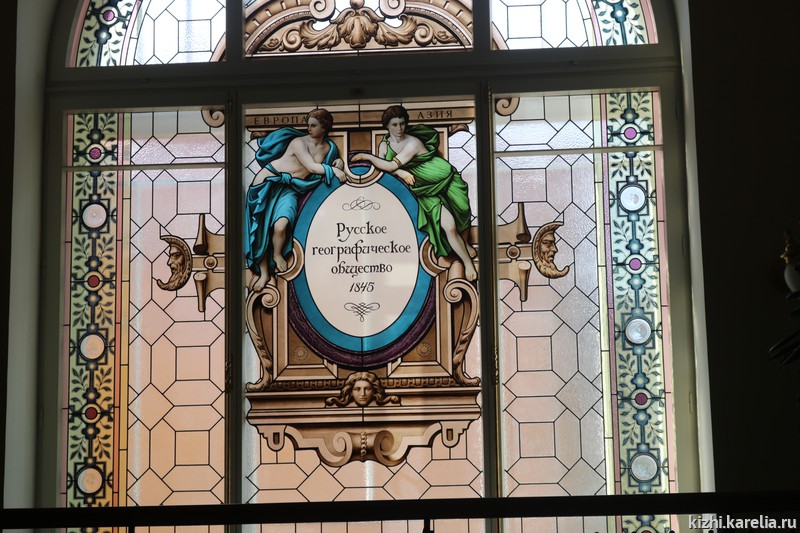 ЕВРОПА АЗИЯ
Русское
географическое
общество
1845
kizhi.karelia.ru